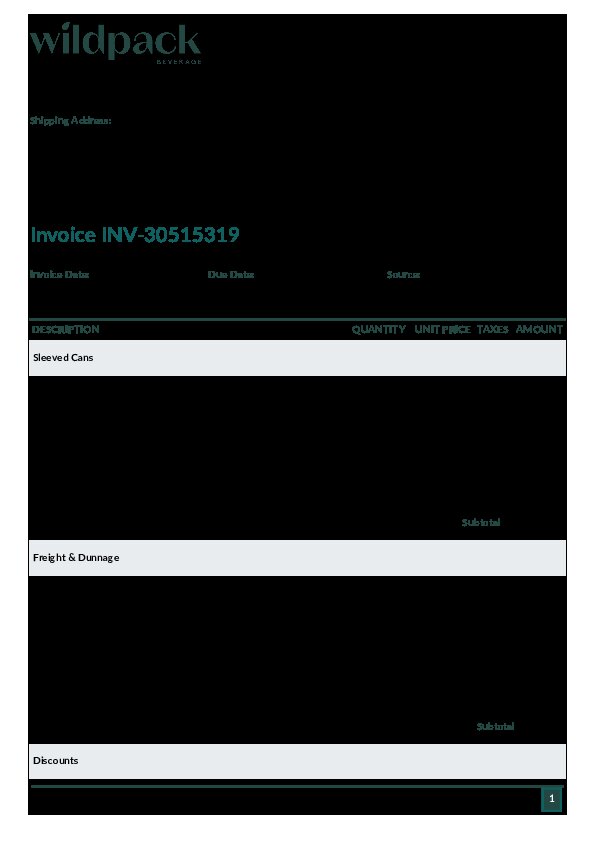 wildpack
BEVERAGE
Shipping Address:
Invoice INV-30515319
Invoice Date: Due Date: Source:
DESCRIPTION QUANTITY UNIT PRICE TAXES AMOUNT
Sleeved Cans
Subtotal
Freight & Dunnage
Subtotal
Discounts
1